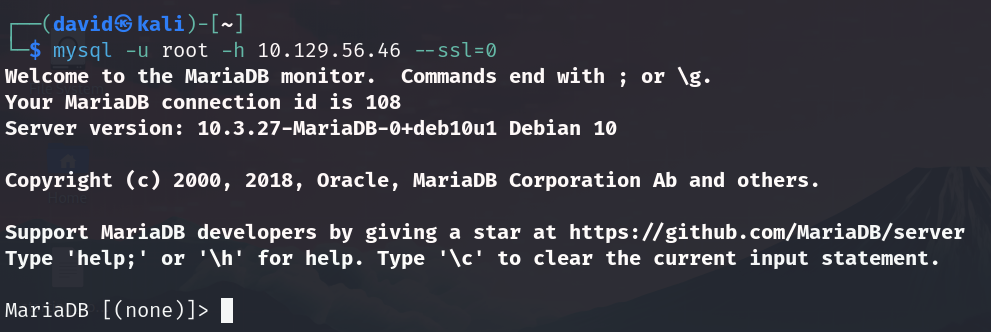 ┌──(david㉿kali)-[~]
└─$ mysql -u root -h 10.129.56.46 --ssl=0
Welcome to the MariaDB monitor.  Commands end with ; or \g.
Your MariaDB connection id is 108
Server version: 10.3.27-MariaDB-0+deb10u1 Debian 10
Copyright (c) 2000, 2018, Oracle, MariaDB Corporation Ab and others.
Support MariaDB developers by giving a star at https://github.com/MariaDB/server
Type 'help;' or '\h' for help. Type '\c' to clear the current input statement.
MariaDB [(none)]>